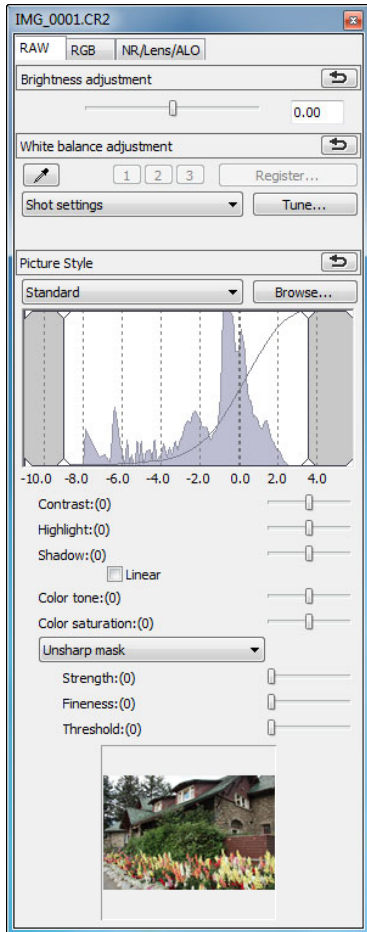 IMG_0001.CR2
RAW RGB NR/Lens/ALO
Brightness adjustment
0.00
White balance adjustment
1 2 3 Register...
Shot settings Tune...
Picture Style
Standard Browse...
-10.0 -8.0 -6.0 -4.0 -2.0 0.0 2.0 4.0
Contrast:(0)
Highlight:(0)
Shadow:(0)
Linear
Color tone:(0)
Color saturation:(0)
Unsharp mask
Strength:(0)
Fineness:(0)
Threshold:(0)